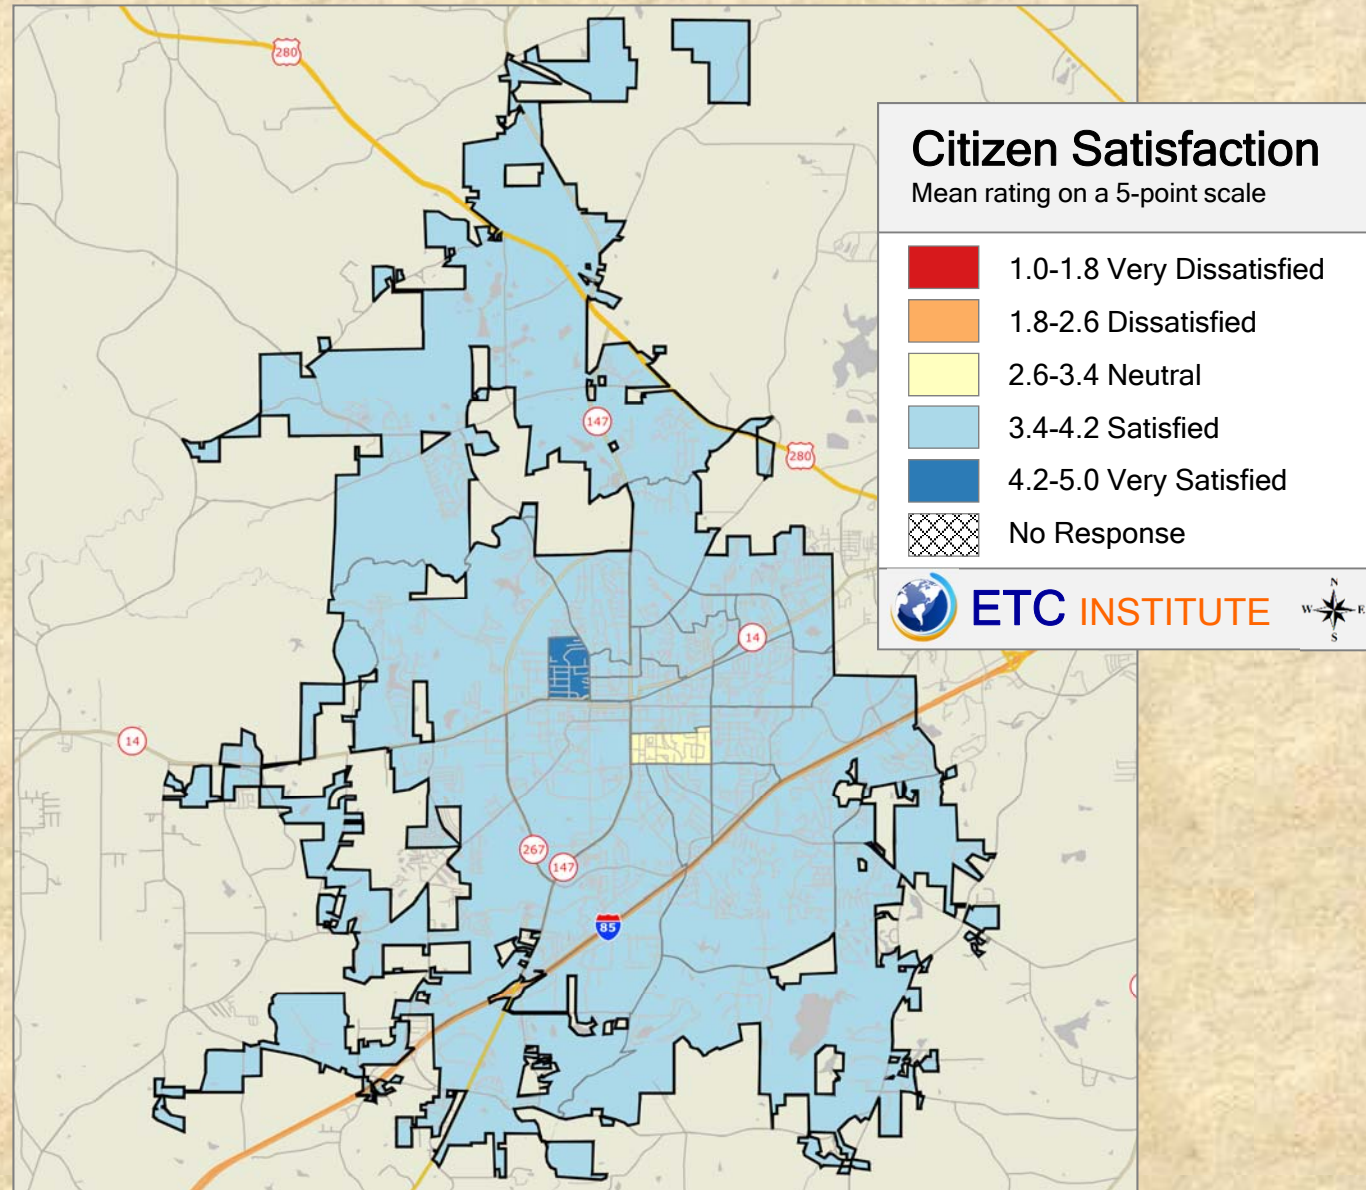 280
Citizen Satisfaction
Mean rating on a 5-point scale
1.0-1.8 Very Dissatisfied
1.8-2.6 Dissatisfied
2.6-3.4 Neutral
3.4-4.2 Satisfied
4.2-5.0 Very Satisfied
No Response
ETC INSTITUTE
N
W E
S
147
280
14
14
267
147
85